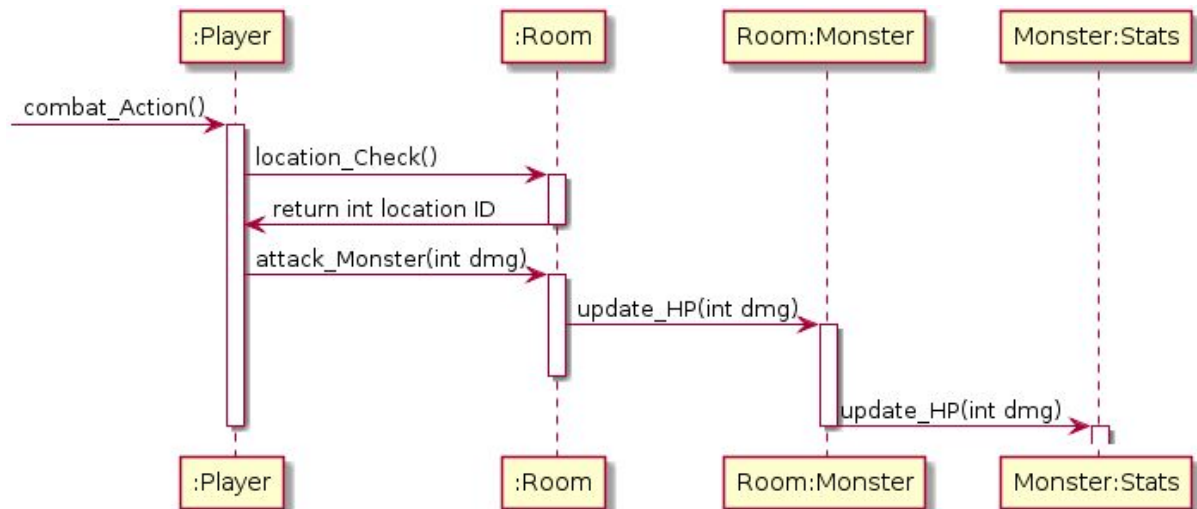 :Player
:Room
Room:Monster
Monster:Stats
combat_Action()
location_Check()
return int location ID
attack_Monster(int dmg)
update_HP(int dmg)
update_HP(int dmg)
:Player
:Room
Room:Monster
Monster:Stats